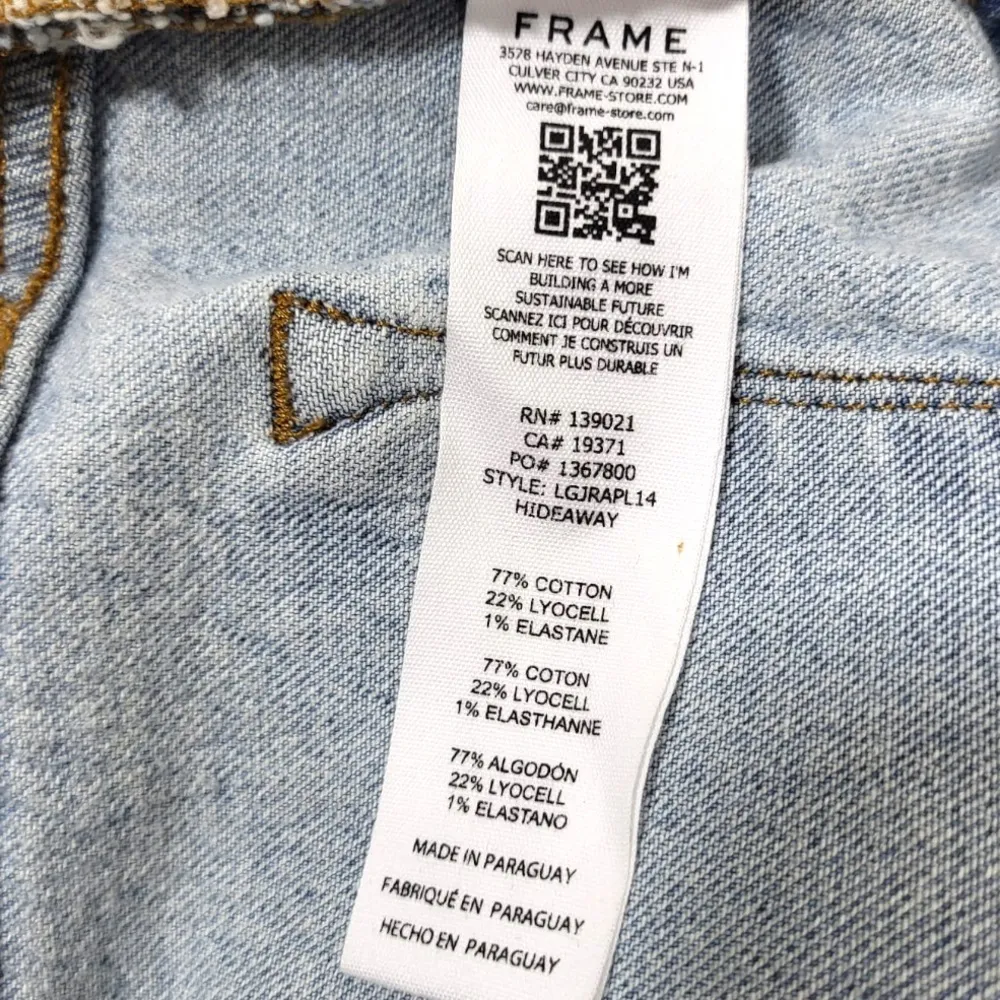 FRAME
3578 HAYDEN AVENUE STE N-1
CULVER CITY CA 90232 USA
WWW.FRAME-STORE.COM
care@frame-store.com
SCAN HERE TO SEE HOW I'M
BUILDING A MORE
SUSTAINABLE FUTURE
SCANNEZ ICI POUR DÉCOUVRIR
COMMENT JE CONSTRUIS UN
FUTUR PLUS DURABLE
RN# 139021
CA# 19371
PO# 1367800
STYLE: LGJRAPL14
HIDEAWAY
77% COTTON
22% LYOCELL
1% ELASTANE
77% COTON
22% LYOCELL
1% ELASTHANNE
77% ALGODÓN
22% LYOCELL
1% ELASTANO
MADE IN PARAGUAY
FABRIQUÉ EN PARAGUAY
HECHO EN PARAGUAY